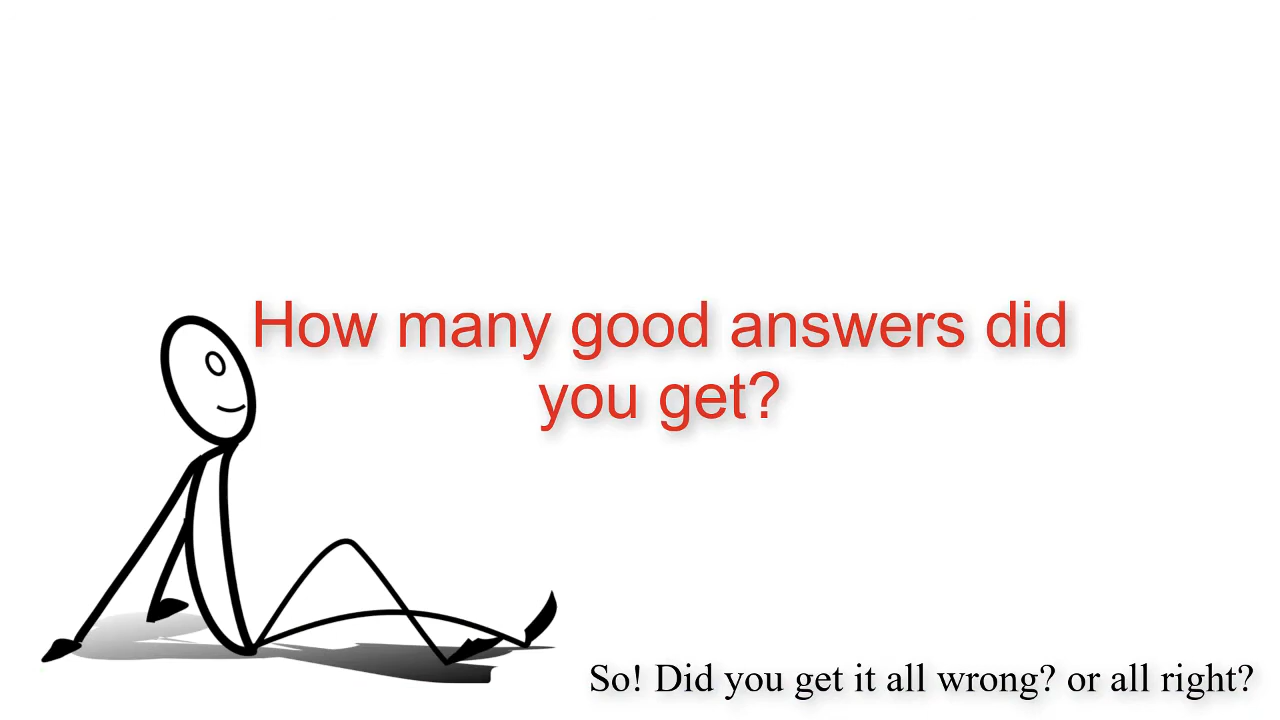 How many good answers did
you get?
So! Did you get it all wrong? or all right?